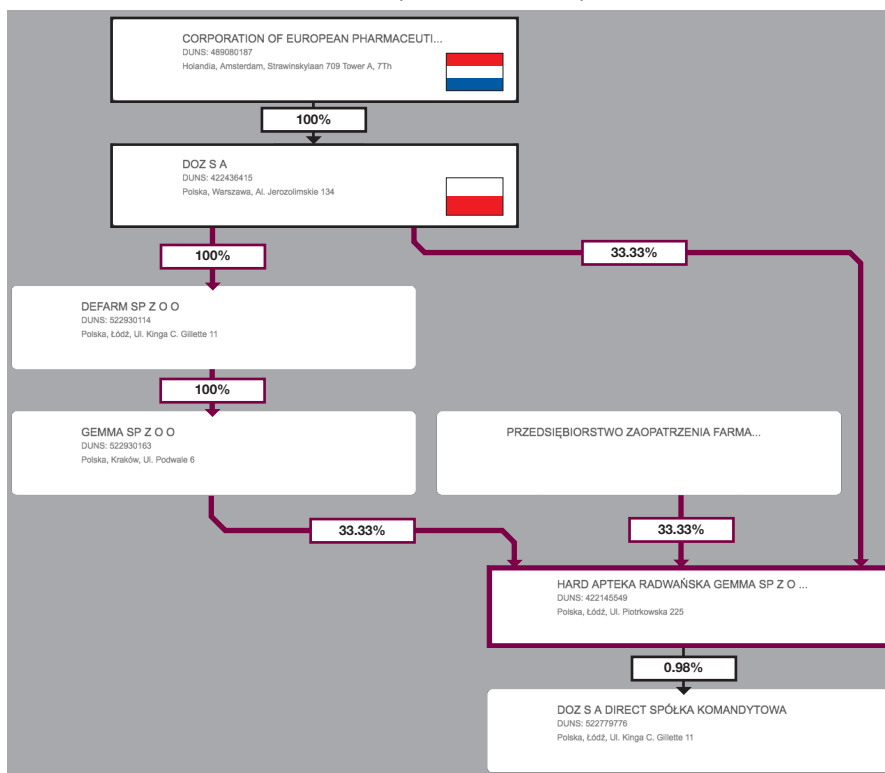 CORPORATION OF EUROPEAN PHARMACEUTI...
DUNS: 489080187
Holandia, Amsterdam, Strawinskylaan 709 Tower A, 7Th
100%
DOZ S A
DUNS: 422436415
Polska, Warszawa, Al. Jerozolimskie 134
100%
33.33%
DEFARM SP Z O O
DUNS: 522930114
Polska, Łódź, Ul. Kinga C. Gillette 11
100%
GEMMA SP Z O O
DUNS: 522930163
Polska, Kraków, Ul. Podwale 6
PRZEDSIĘBIORSTWO ZAOPATRZENIA FARMA...
33.33%
33.33%
HARD APTEKA RADWAŃSKA GEMMA SP Z O ...
DUNS: 422145549
Polska, Łódź, Ul. Piotrkowska 225
0.98%
DOZ S A DIRECT SPÓŁKA KOMANDYTOWA
DUNS: 522779776
Polska, Łódź, Ul. Kinga C. Gillette 11